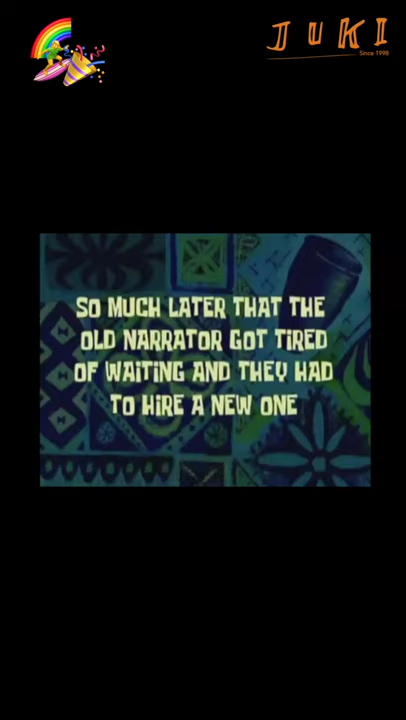 JUKI
Since 1998
SO MUCH LATER THAT THE
OLD NARRATOR GOT TIRED
OF WAITING AND THEY HAD
TO HIRE A NEW ONE